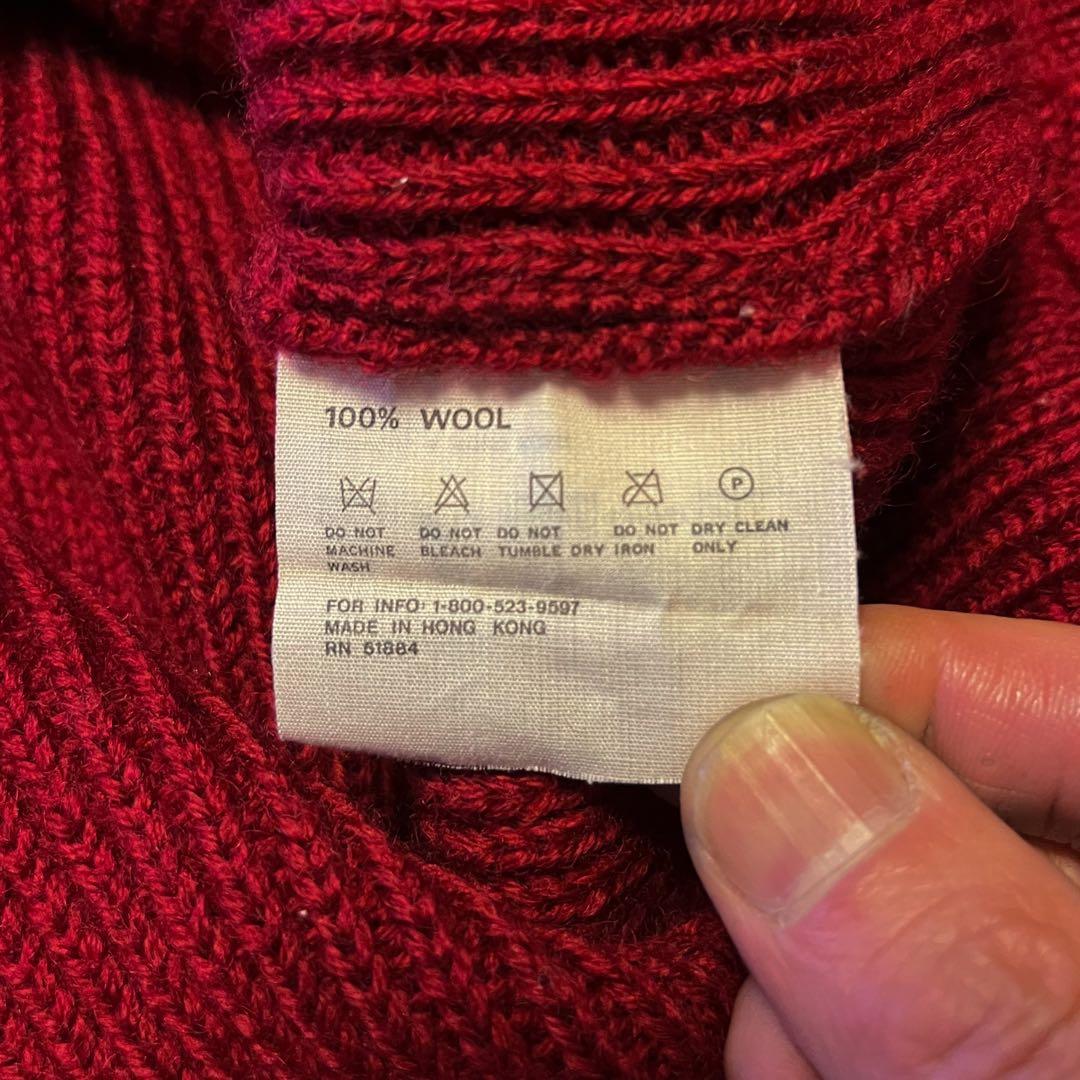 100% WOOL
P
DO NOT MACHINE WASH
DO NOT BLEACH
DO NOT TUMBLE DRY
DO NOT IRON
DRY CLEAN ONLY
FOR INFO: 1-800-523-9597
MADE IN HONG KONG
RN 51884